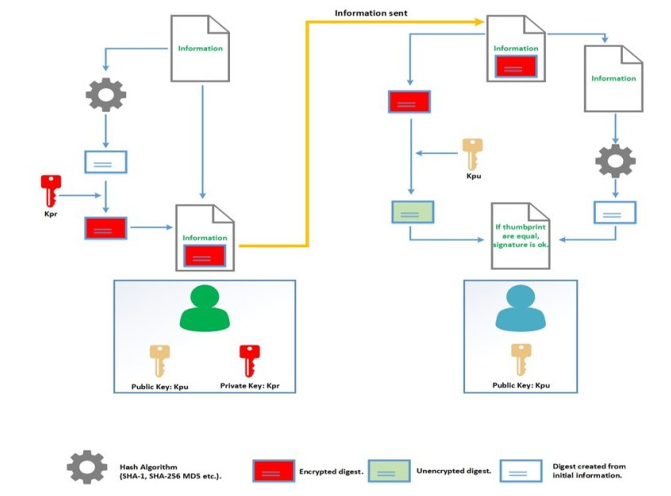 Information sent
Information
Information
Information
Kpu
Kpr
Information
If thumbprint
are equal,
signature is ok.
Public Key: Kpu
Private Key: Kpr
Public Key: Kpu
Hash Algorithm
(SHA-1, SHA-256 MD5 etc.).
Encrypted digest.
Unencrypted digest.
Digest created from
initial information.